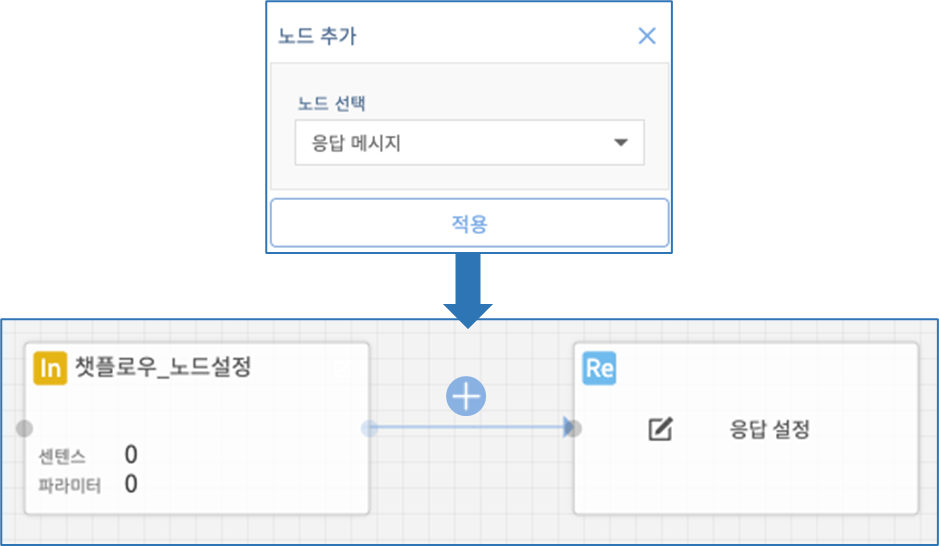 노드 추가
노드 선택
응답 메시지
적용
In 챗플로우_노드설정
센텐스 0
파라미터 0
Re
응답 설정